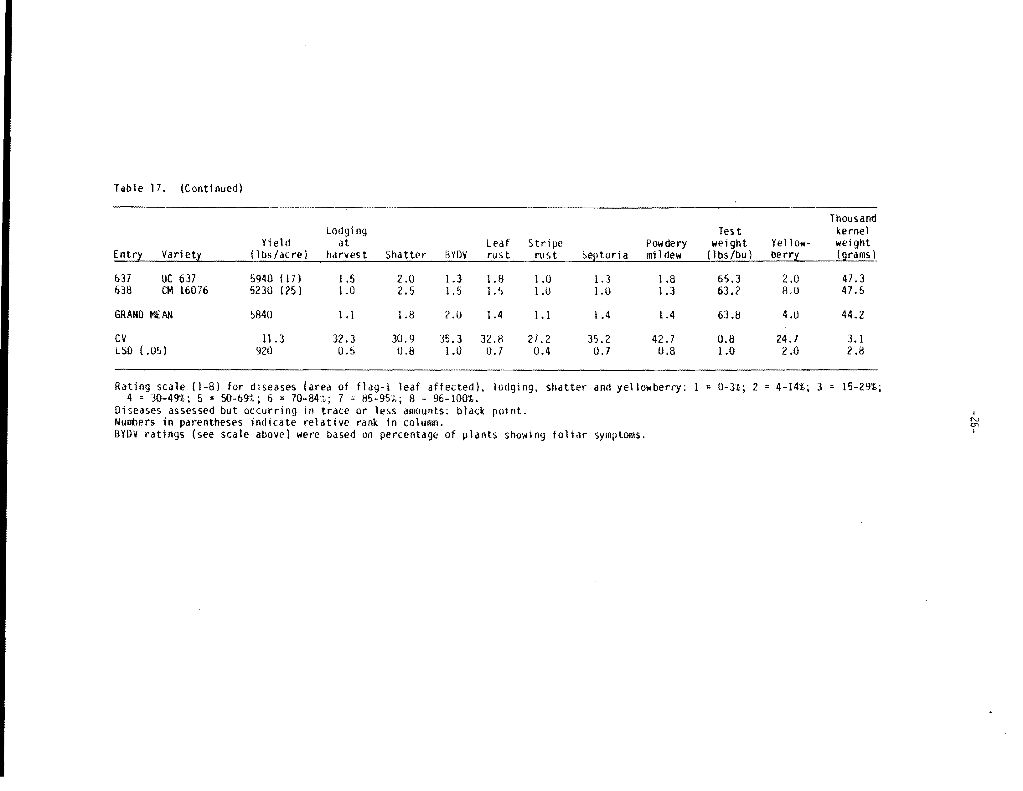 Table 17. (Continued)
Entry Variety Yield (lbs/acre) Lodging at harvest Shatter BYDV Leaf rust Stripe rust Septoria Powdery mildew Test weight (lbs/bu) Yellow-berry Thousand kernel weight (grams)
637 UC 637 5940 (17) 1.5 2.0 1.3 1.8 1.0 1.3 1.8 65.3 2.0 47.3
638 CM 16076 5230 (25) 1.0 2.5 1.5 1.5 1.0 1.0 1.3 63.2 8.0 47.5
GRAND MEAN 5840 1.1 1.8 2.0 1.4 1.1 1.4 1.4 63.8 4.0 44.2
CV 11.3 32.3 30.9 35.3 32.8 27.2 35.2 42.7 0.8 24.7 3.1
LSD (.05) 920 0.5 0.8 1.0 0.7 0.4 0.7 0.8 1.0 2.0 2.8
Rating scale (1-8) for diseases (area of flag-1 leaf affected), lodging, shatter and yellowberry: 1 = 0-3%; 2 = 4-14%; 3 = 15-29%;
4 = 30-49%; 5 = 50-69%; 6 = 70-84%; 7 = 85-95%; 8 - 96-100%.
Diseases assessed but occurring in trace or less amounts: black point.
Numbers in parentheses indicate relative rank in column.
BYDV ratings (see scale above) were based on percentage of plants showing foliar symptoms.
-25-